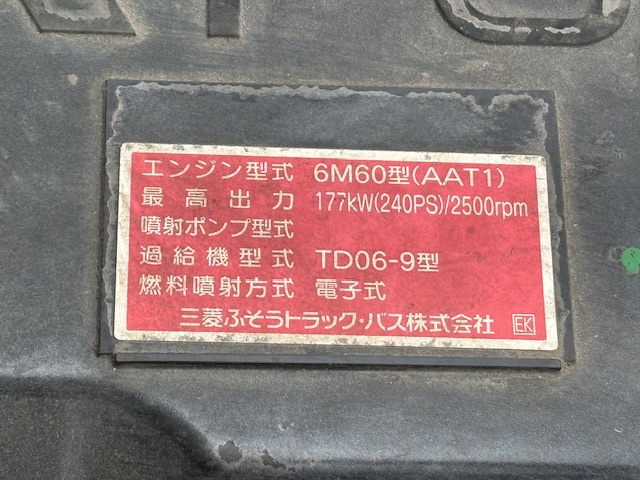 エンジン型式 6M60型(AAT1)
最高出力 177kW(240PS)/2500rpm
噴射ポンプ型式
過給機型式 TD06-9型
燃料噴射方式 電子式
三菱ふそうトラック・バス株式会社 EK